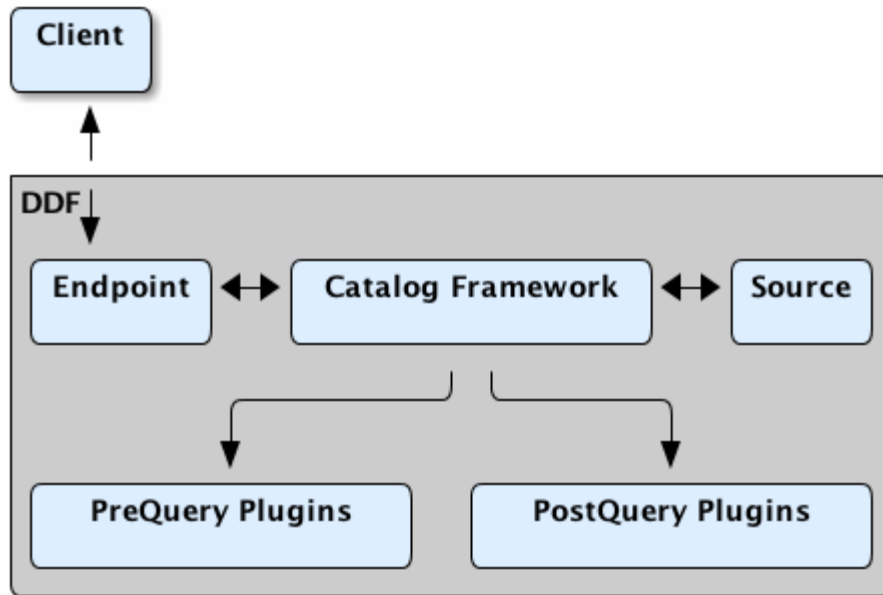 Client
DDF
Endpoint
Catalog Framework
Source
PreQuery Plugins
PostQuery Plugins